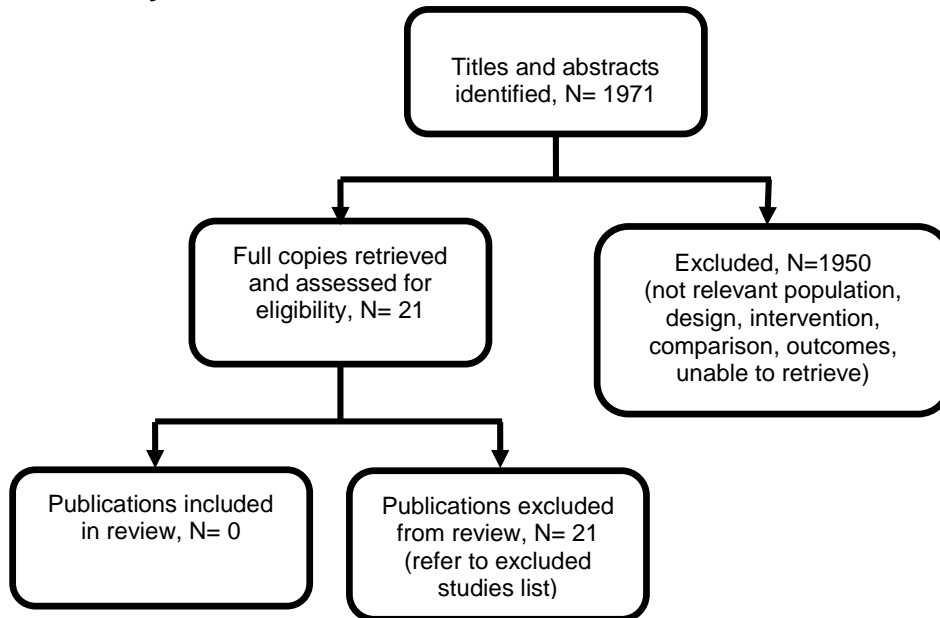 Titles and abstracts
identified, N= 1971
Full copies retrieved
and assessed for
eligibility, N= 21
Excluded, N=1950
(not relevant population,
design, intervention,
comparison, outcomes,
unable to retrieve)
Publications included
in review, N= 0
Publications excluded
from review, N= 21
(refer to excluded
studies list)